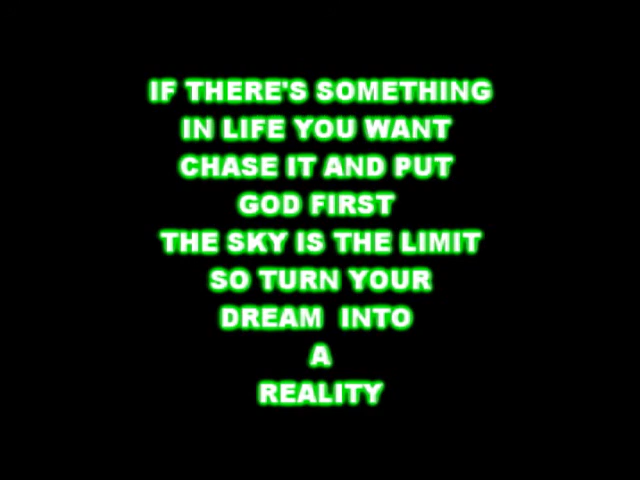 IF THERE'S SOMETHING
IN LIFE YOU WANT
CHASE IT AND PUT
GOD FIRST
THE SKY IS THE LIMIT
SO TURN YOUR
DREAM  INTO
A
REALITY